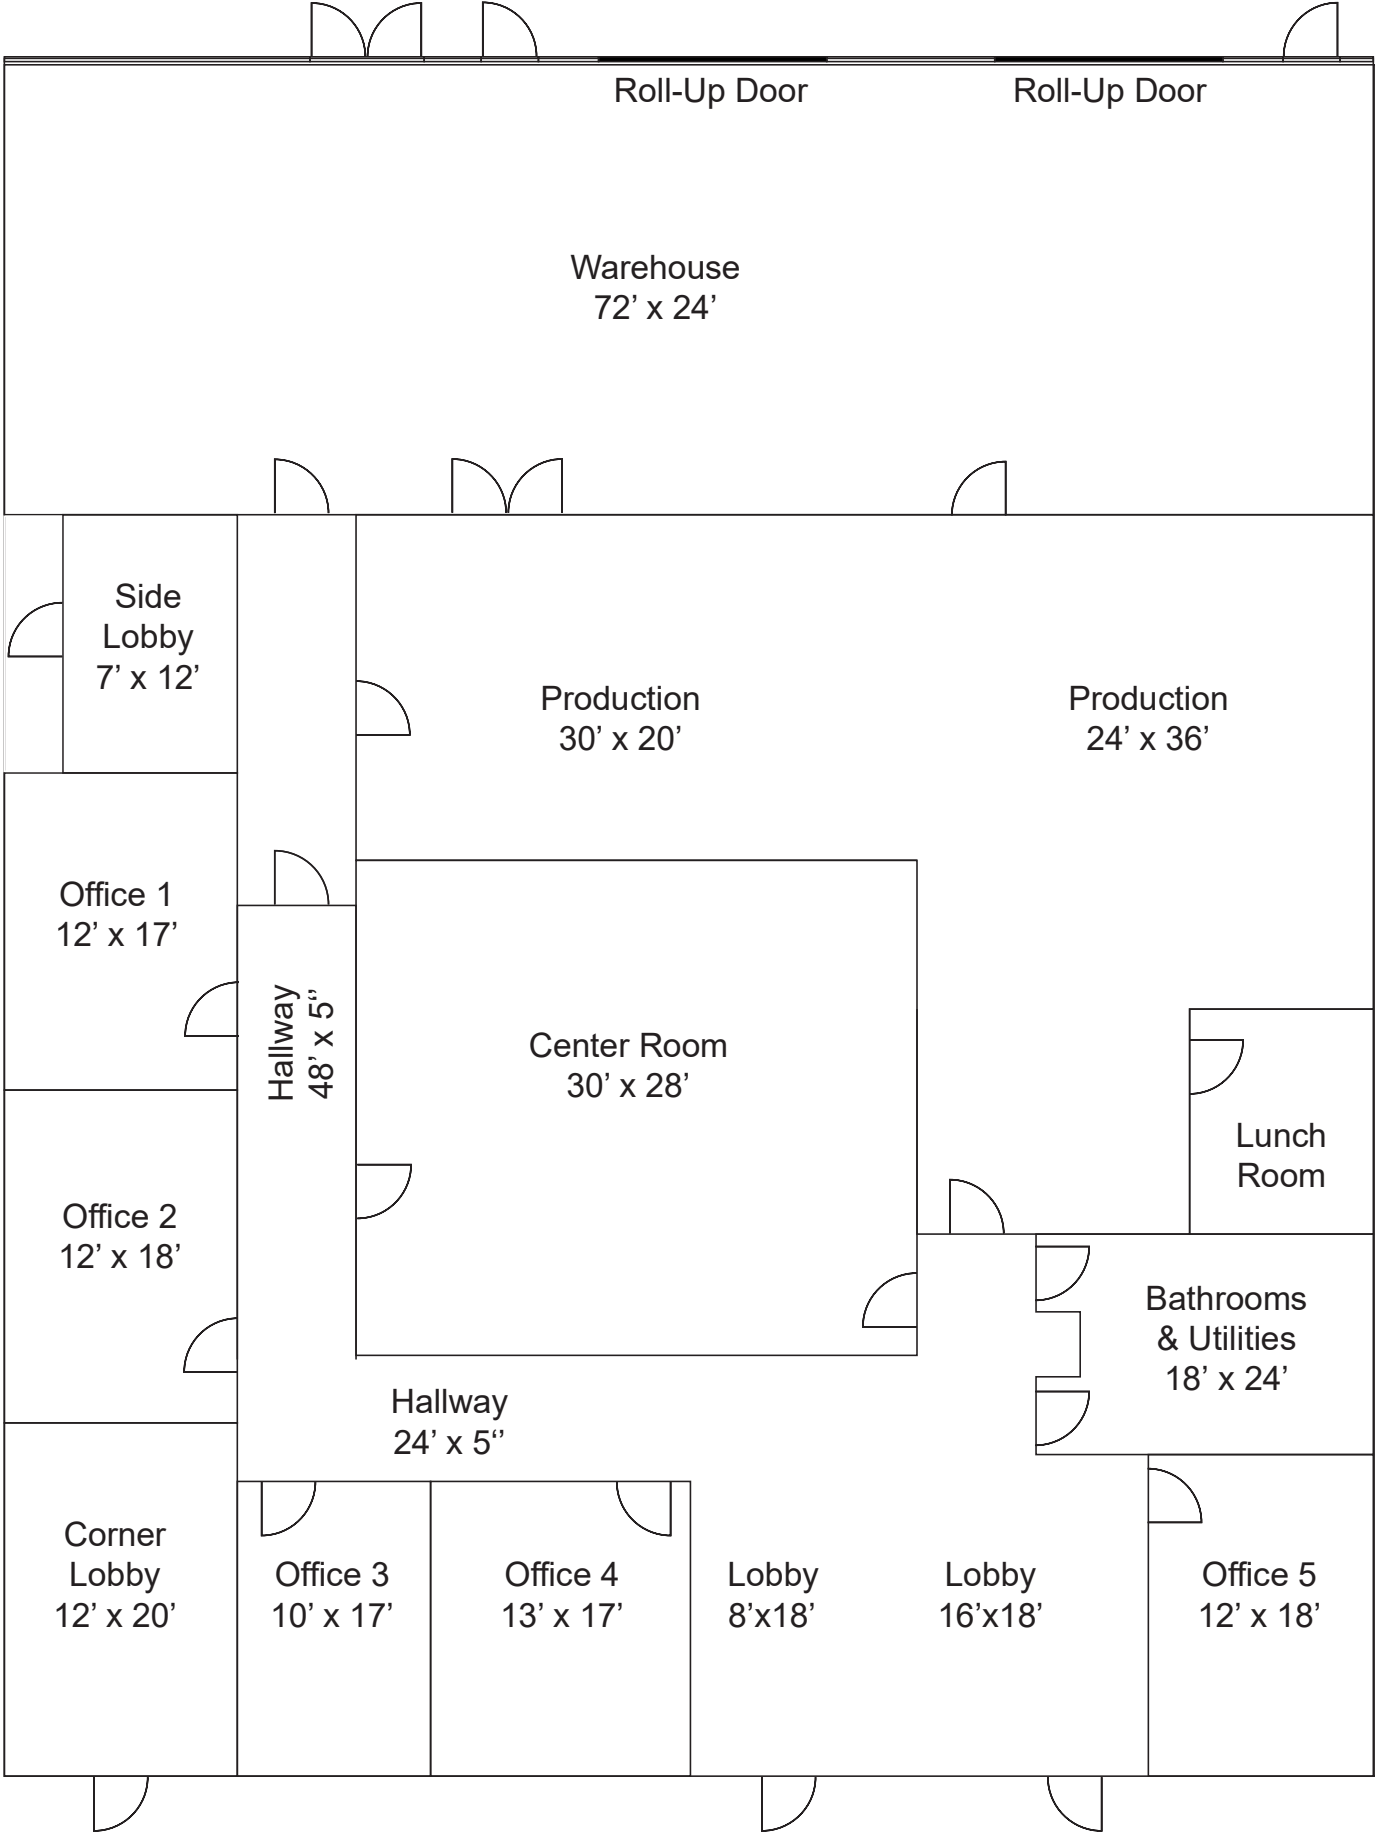 Roll-Up Door
Roll-Up Door
Warehouse
72’ x 24’
Side
Lobby
7’ x 12’
Production
30’ x 20’
Production
24’ x 36’
Office 1
12’ x 17’
Hallway
48’ x 5‘’
Center Room
30’ x 28’
Lunch
Room
Office 2
12’ x 18’
Bathrooms
& Utilities
18’ x 24’
Hallway
24’ x 5‘’
Corner
Lobby
12’ x 20’
Office 3
10’ x 17’
Office 4
13’ x 17’
Lobby
8’x18’
Lobby
16’x18’
Office 5
12’ x 18’